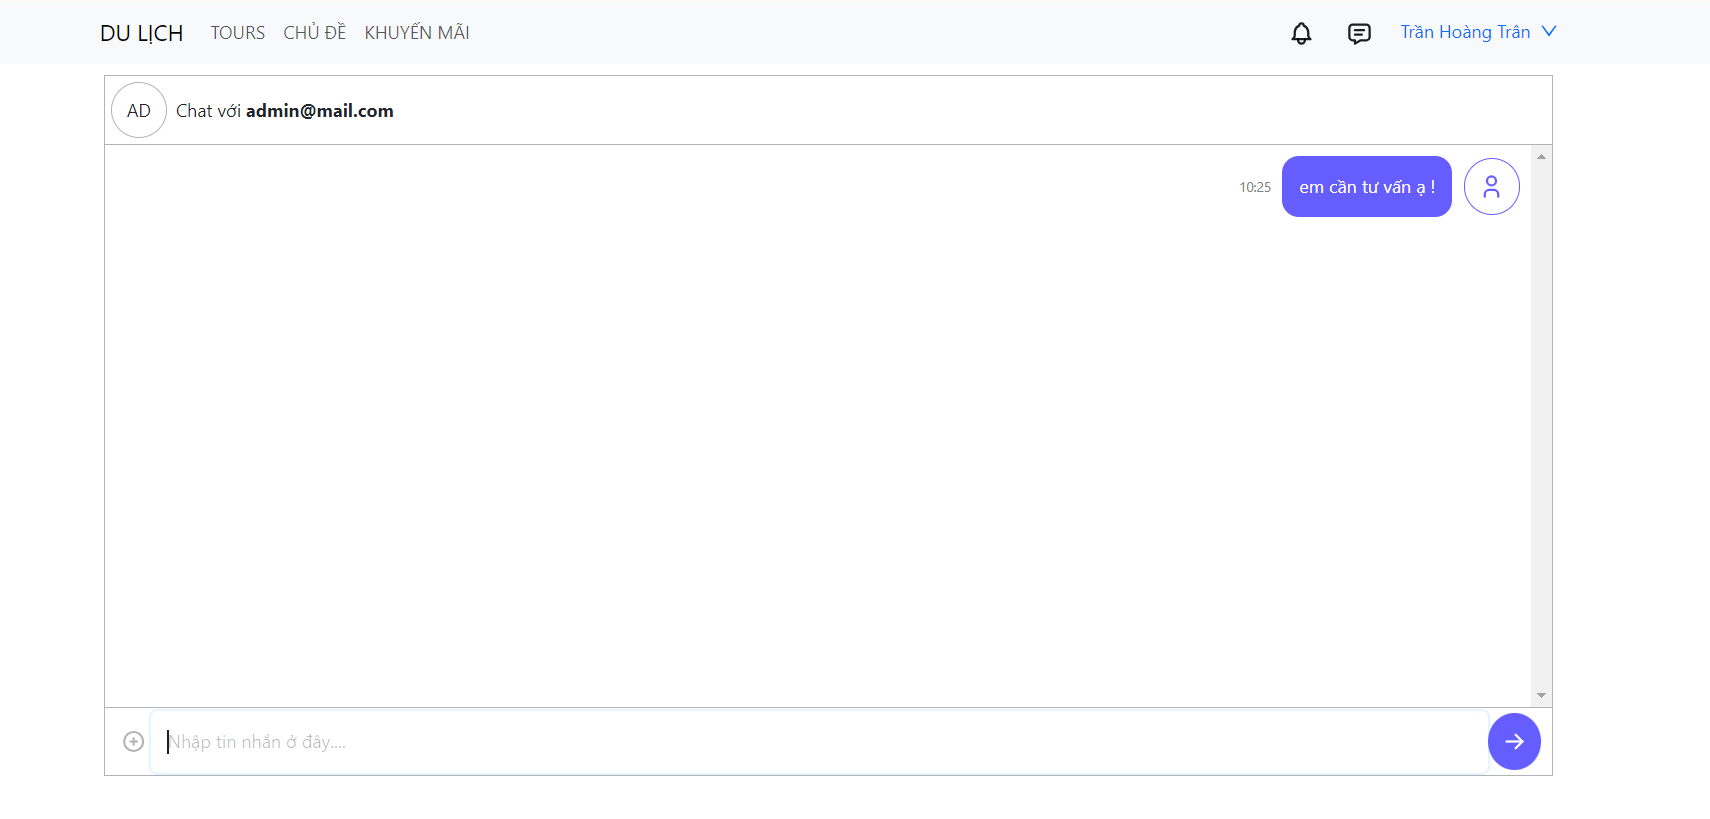 DU LỊCH TOURS CHỦ ĐỀ KHUYẾN MÃI Trần Hoàng Trân
AD Chat với admin@mail.com
10:25 em cần tư vấn ạ !
Nhập tin nhắn ở đây....